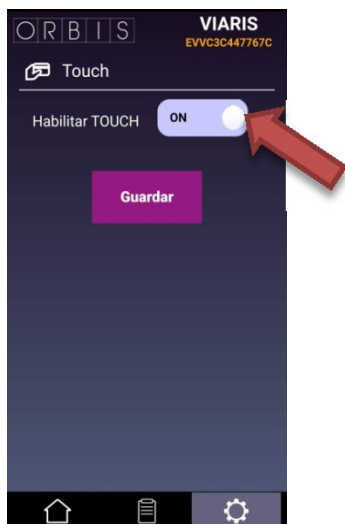 ORBIS
VIARIS
EVVC3C447767C
Touch
Habilitar TOUCH ON
Guardar